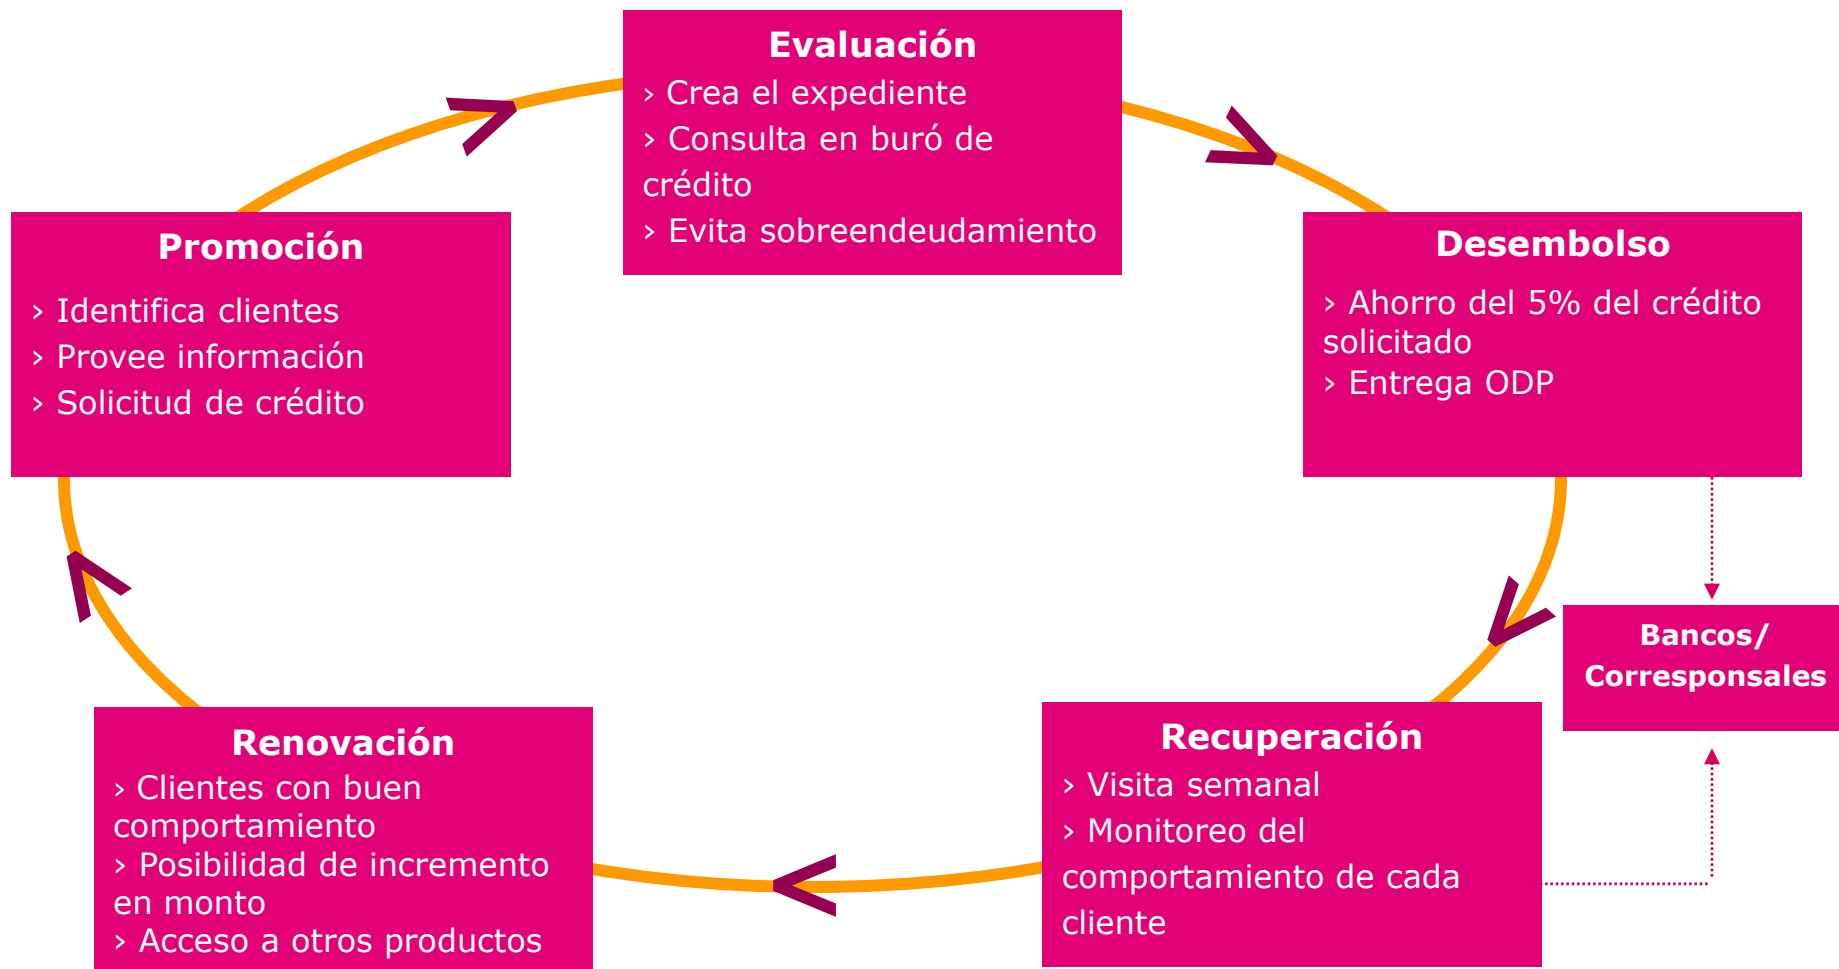 Evaluación
› Crea el expediente
› Consulta en buró de
crédito
› Evita sobreendeudamiento
Promoción
› Identifica clientes
› Provee información
› Solicitud de crédito
Desembolso
› Ahorro del 5% del crédito
solicitado
› Entrega ODP
Bancos/
Corresponsales
Recuperación
› Visita semanal
› Monitoreo del
comportamiento de cada
cliente
Renovación
› Clientes con buen
comportamiento
› Posibilidad de incremento
en monto
› Acceso a otros productos